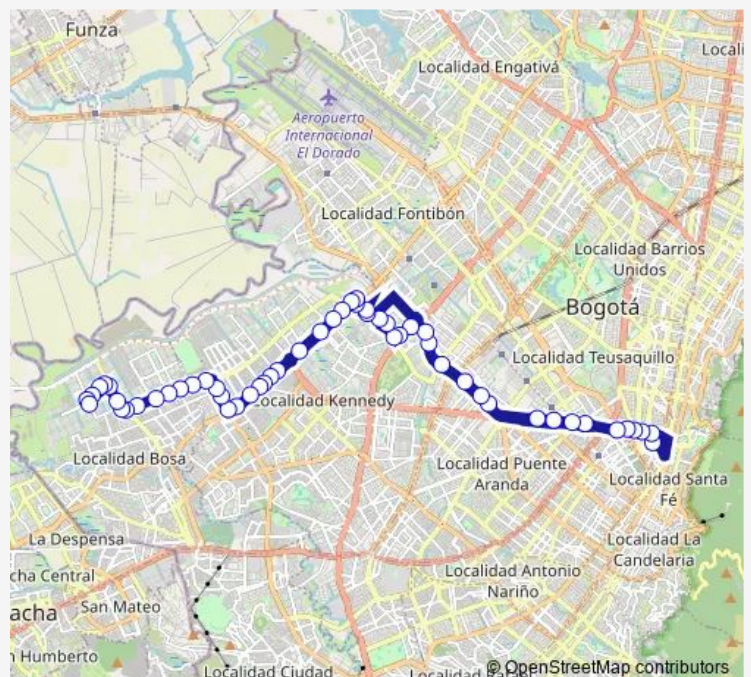 Funza
Locali
Localidad Engativá
Aeropuerto
Internacional
El Dorado
Localidad Fontibón
Localidad Barrios
Unidos
Bogotá
Localidad Teusaquillo
ocalidad Kennedy
Localidad Bosa
Localidad Puente
Aranda
Localidad Santa
Fé
La Despensa
Localidad La
Candelaria
cha Central
Localidad Antonio
Nariño
acha
San Mateo
n Humberto
Localidad Ciudad
© OpenStreetMap contributors